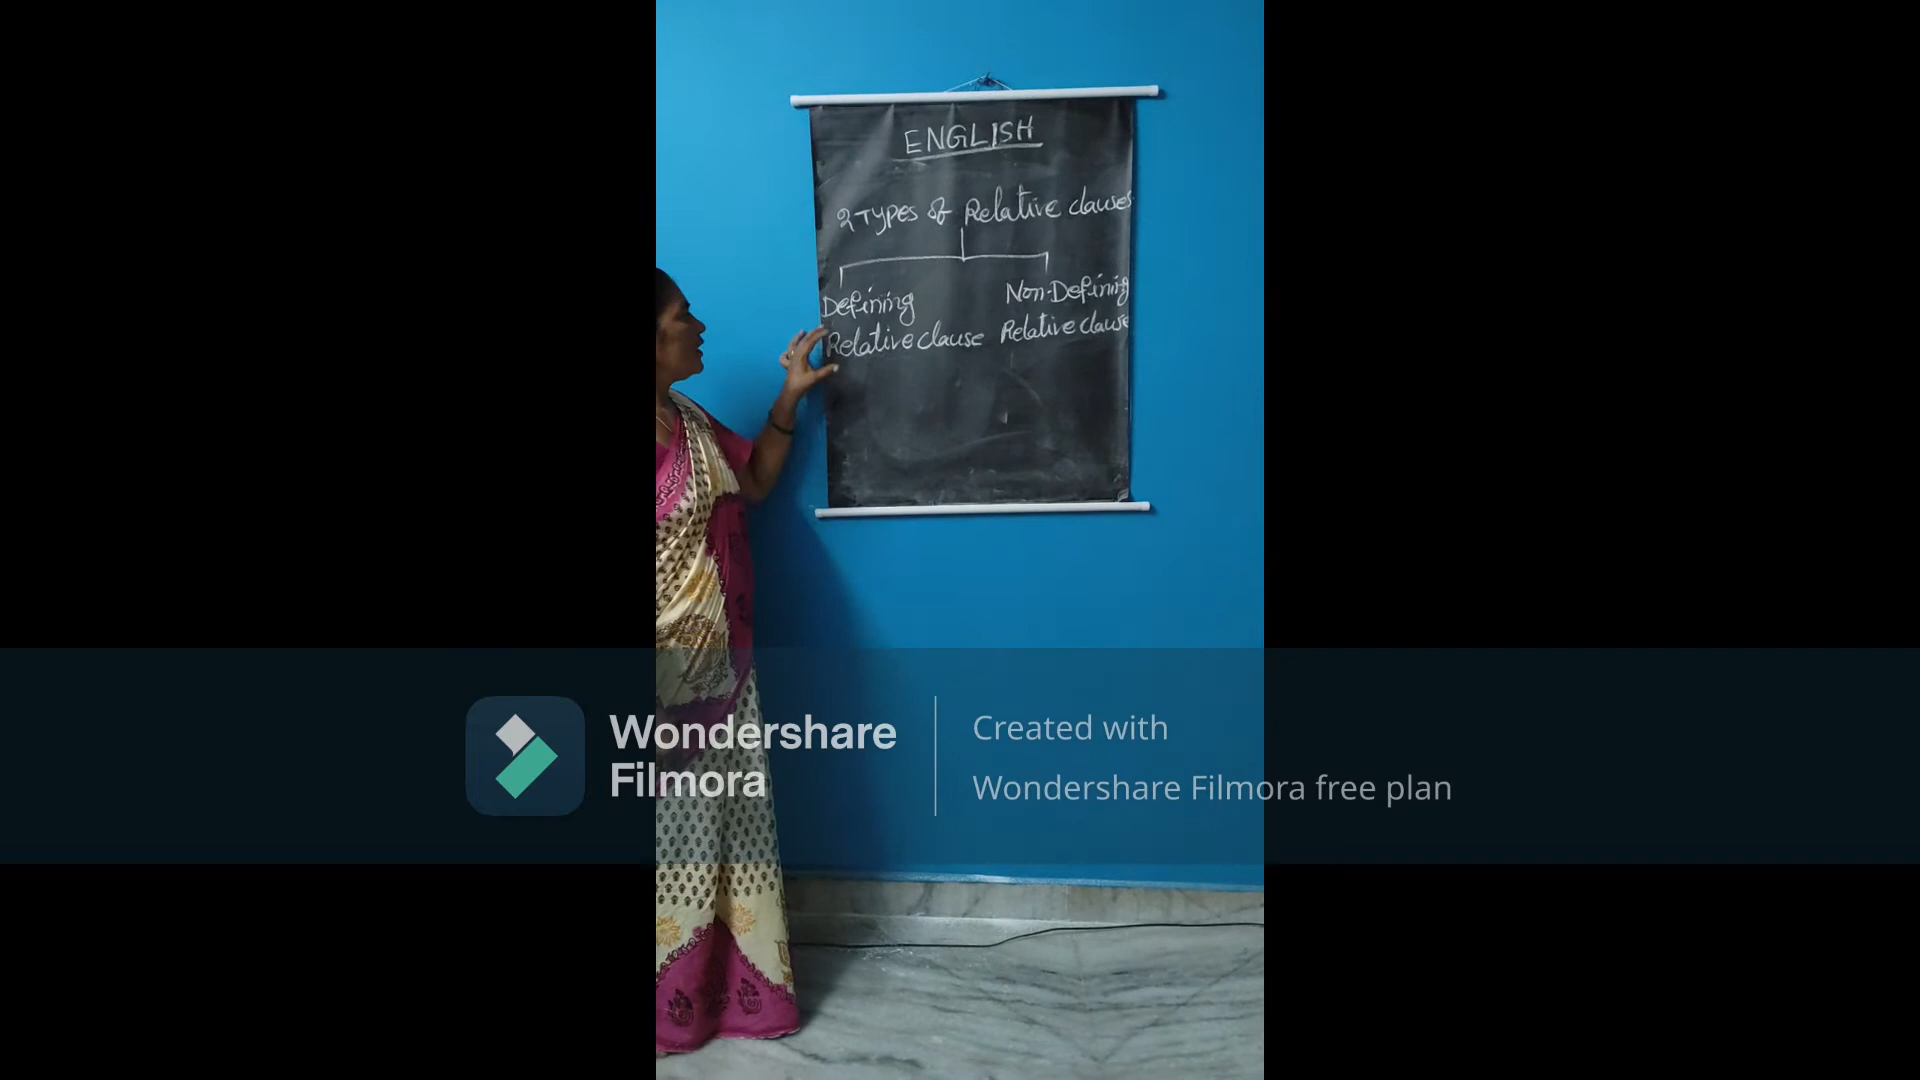 ENGLISH
2 Types of Relative clauses
Defining
Relative clause
Non-Defining
Relative clause
Wondershare
Filmora
Created with
Wondershare Filmora free plan